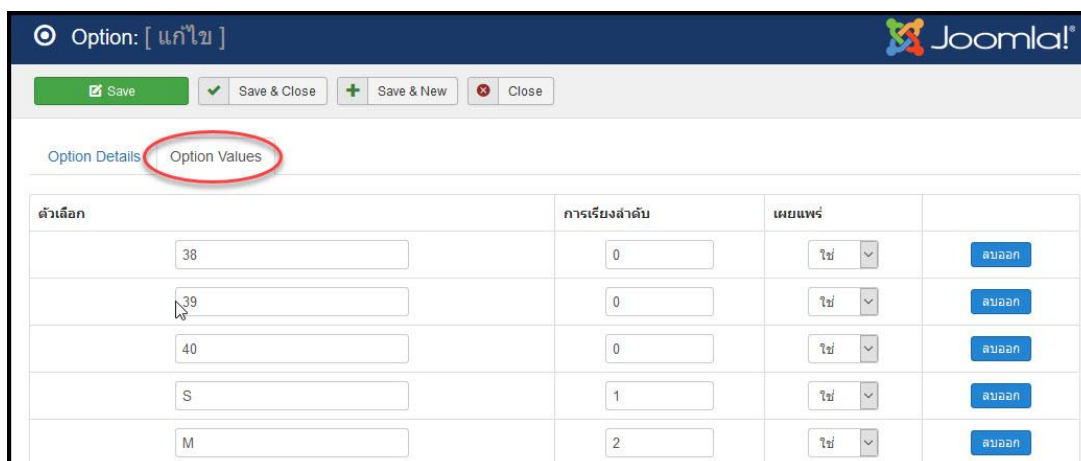 Option: [ แก้ไข ]
Joomla!®
Save
Save & Close
Save & New
Close
Option Details
Option Values
ตัวเลือก การเรียงลำดับ เผยแพร่
38 0 ใช่ ลบออก
39 0 ใช่ ลบออก
40 0 ใช่ ลบออก
S 1 ใช่ ลบออก
M 2 ใช่ ลบออก